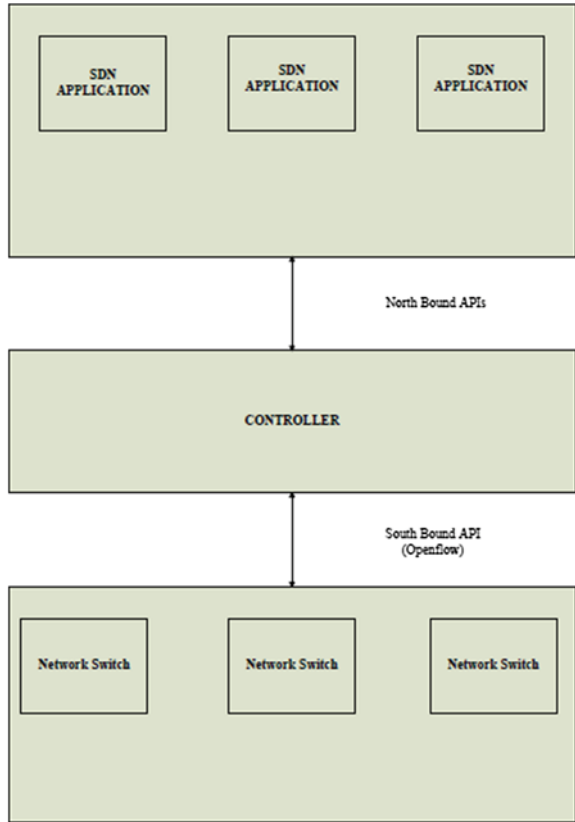 SDN
APPLICATION
SDN
APPLICATION
SDN
APPLICATION
North Bound APIs
CONTROLLER
South Bound API
(Openflow)
Network Switch
Network Switch
Network Switch